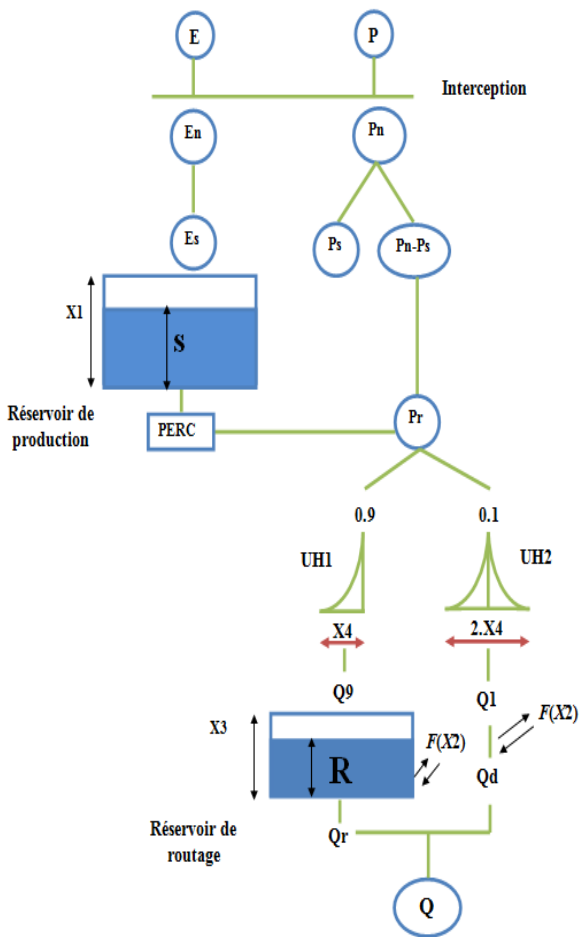 E
P
Interception
En
Pn
Es
Ps
Pn-Ps
X1
S
Réservoir de
production
PERC
Pr
0.9
0.1
UH1
UH2
X4
2.X4
Q9
Q1
X3
F(X2)
F(X2)
R
Qd
Réservoir de
routage
Qr
Q